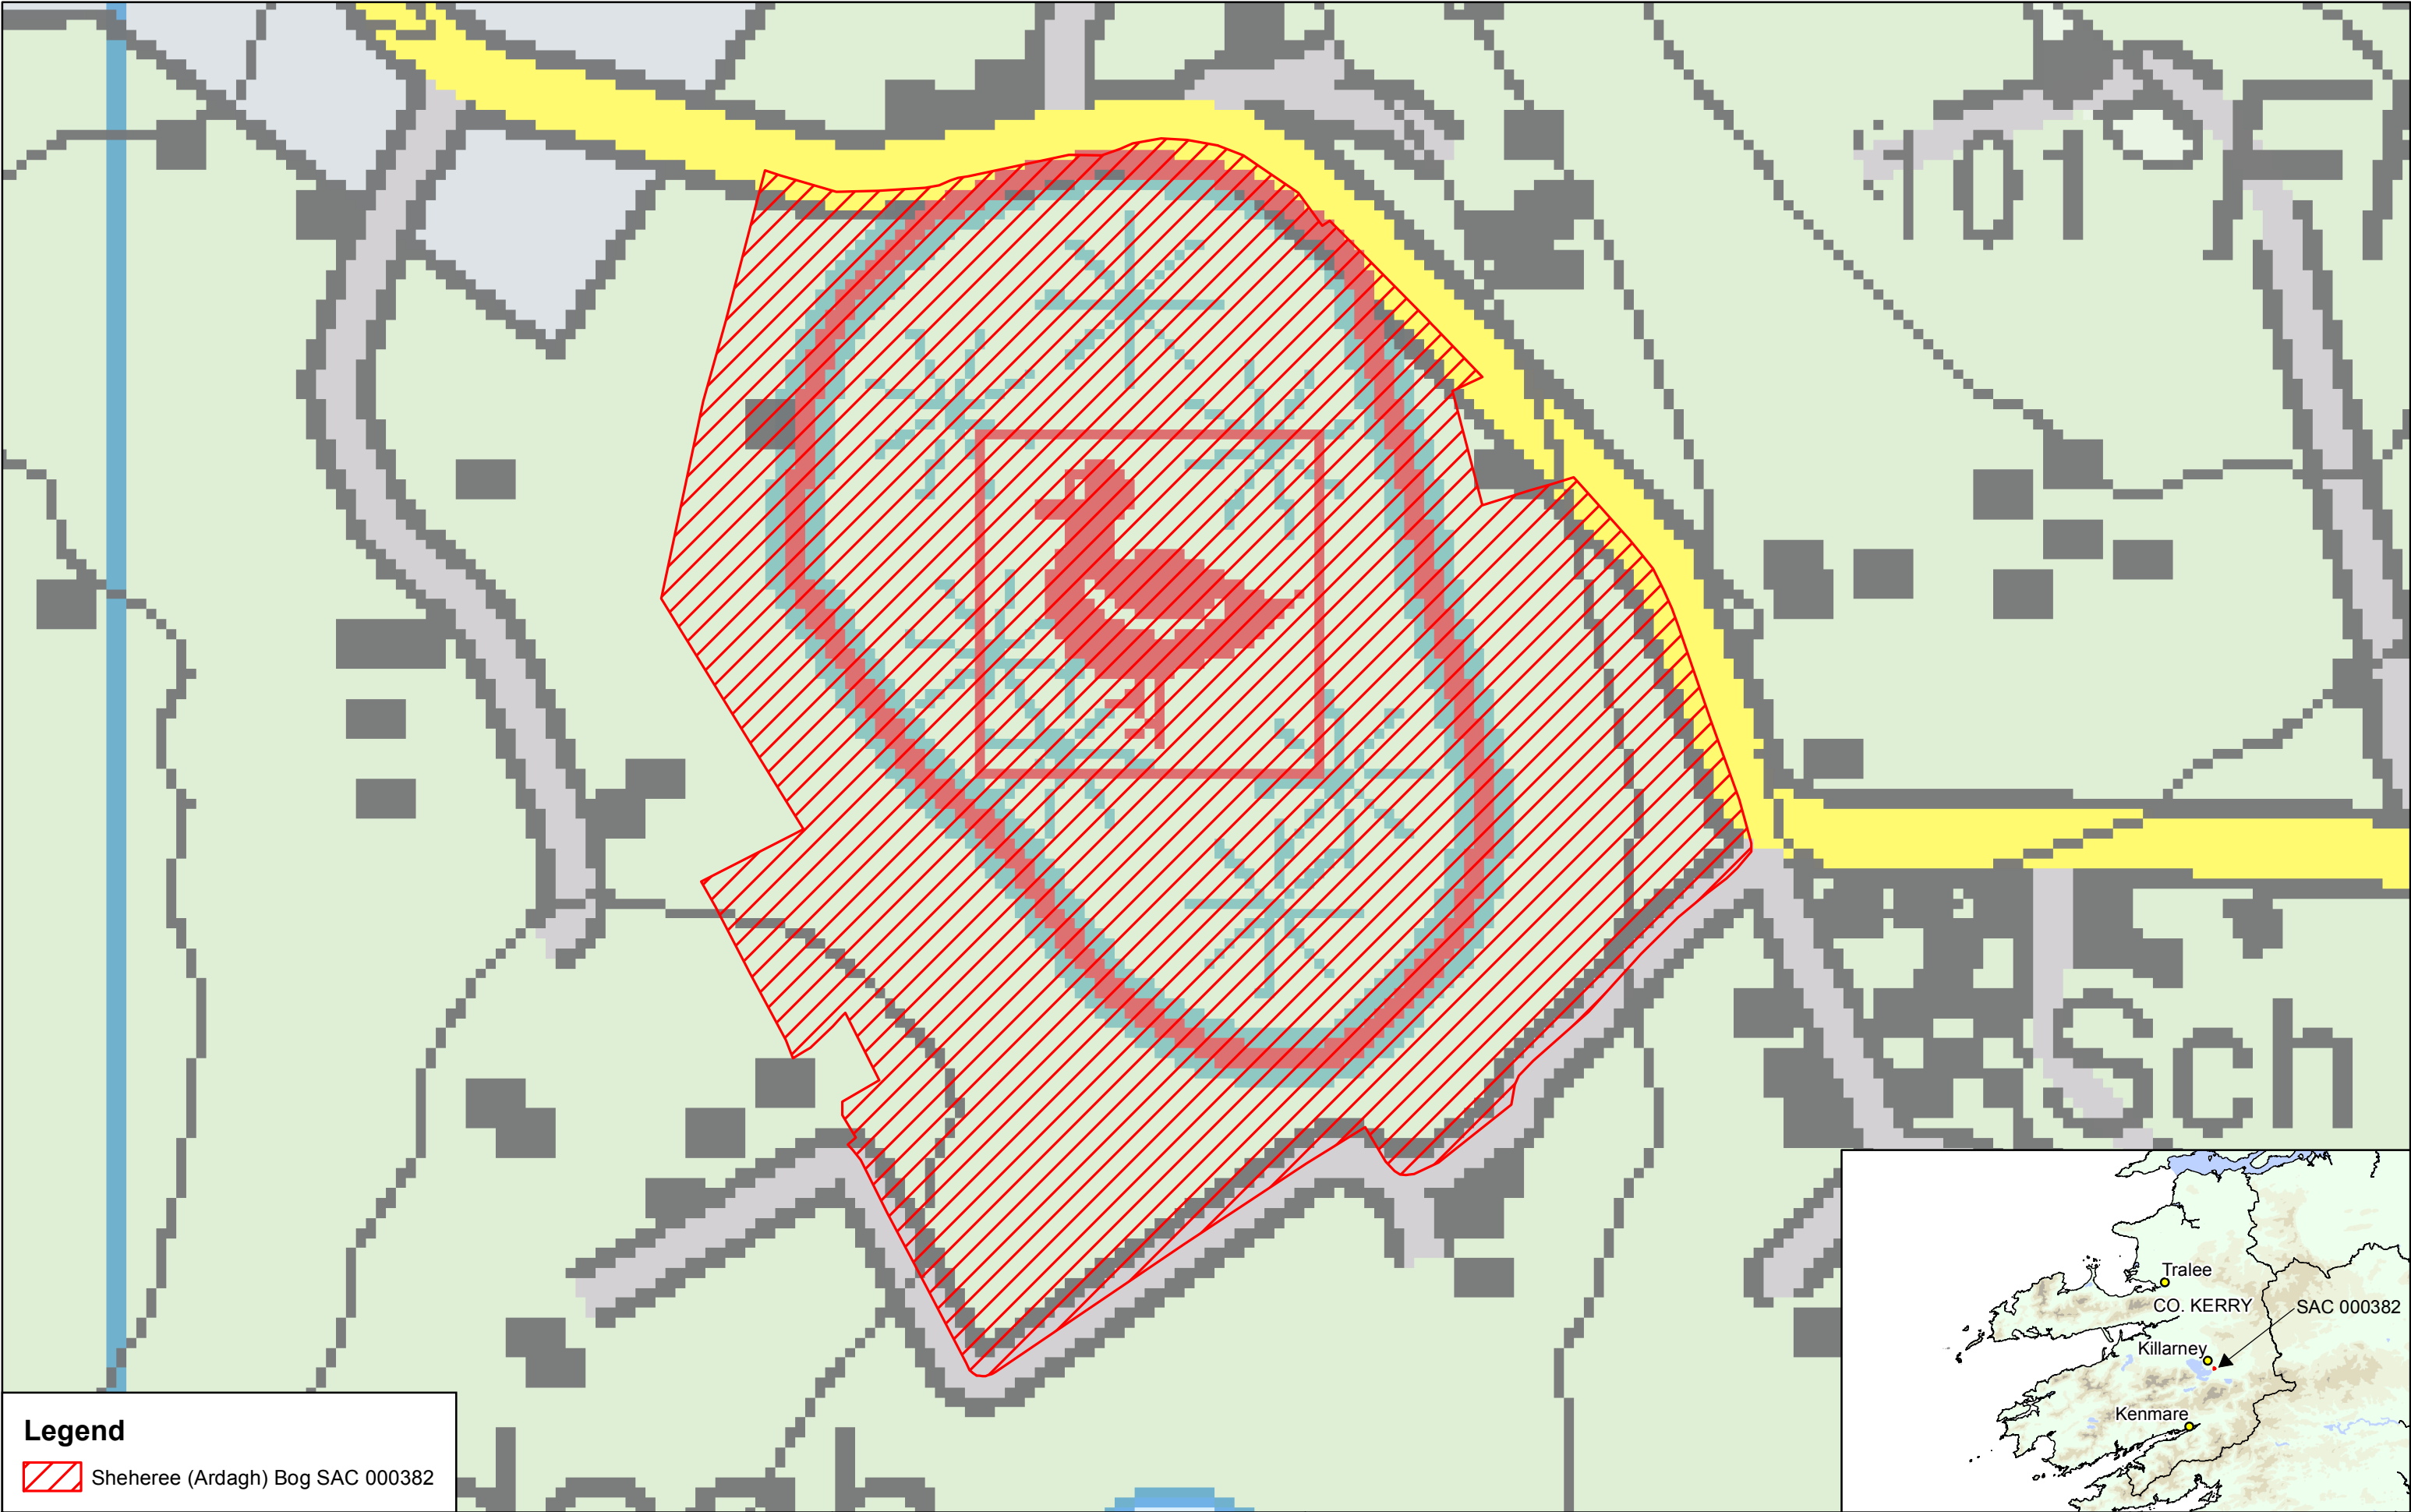 101
Sch
Legend
Sheheree (Ardagh) Bog SAC 000382
Tralee
CO. KERRY
SAC 000382
Killarney
Kenmare